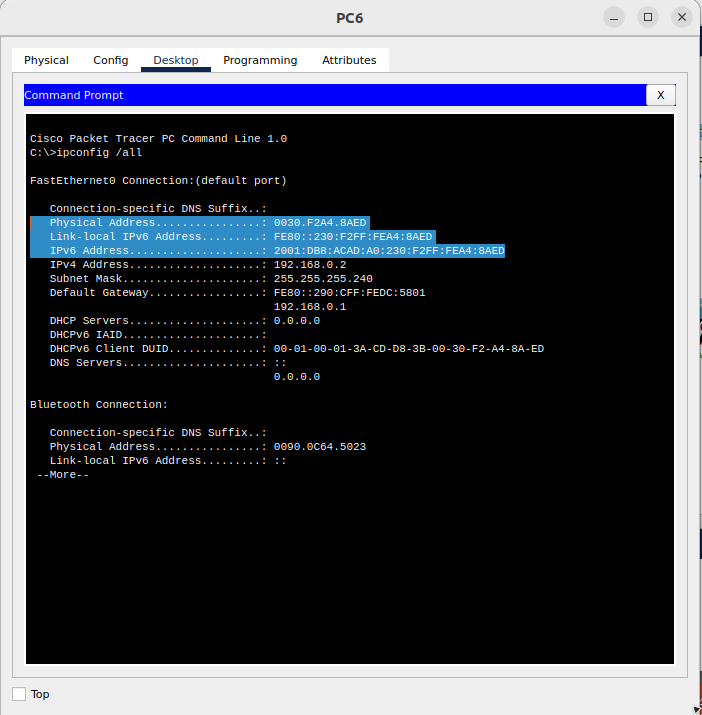 PC6
Physical Config Desktop Programming Attributes
Command Prompt X
Cisco Packet Tracer PC Command Line 1.0
C:\>ipconfig /all
FastEthernet0 Connection:(default port)
Connection-specific DNS Suffix..:
Physical Address................: 0030.F2A4.8AED
Link-local IPv6 Address.........: FE80::230:F2FF:FEA4:8AED
IPv6 Address....................: 2001:DB8:ACAD:A0:230:F2FF:FEA4:8AED
IPv4 Address....................: 192.168.0.2
Subnet Mask.....................: 255.255.255.240
Default Gateway.................: FE80::290:CFF:FEDC:5801
192.168.0.1
DHCP Servers....................: 0.0.0.0
DHCPv6 IAID.....................:
DHCPv6 Client DUID..............: 00-01-00-01-3A-CD-D8-3B-00-30-F2-A4-8A-ED
DNS Servers.....................: ::
0.0.0.0
Bluetooth Connection:
Connection-specific DNS Suffix..:
Physical Address................: 0090.0C64.5023
Link-local IPv6 Address.........: ::
--More--
Top